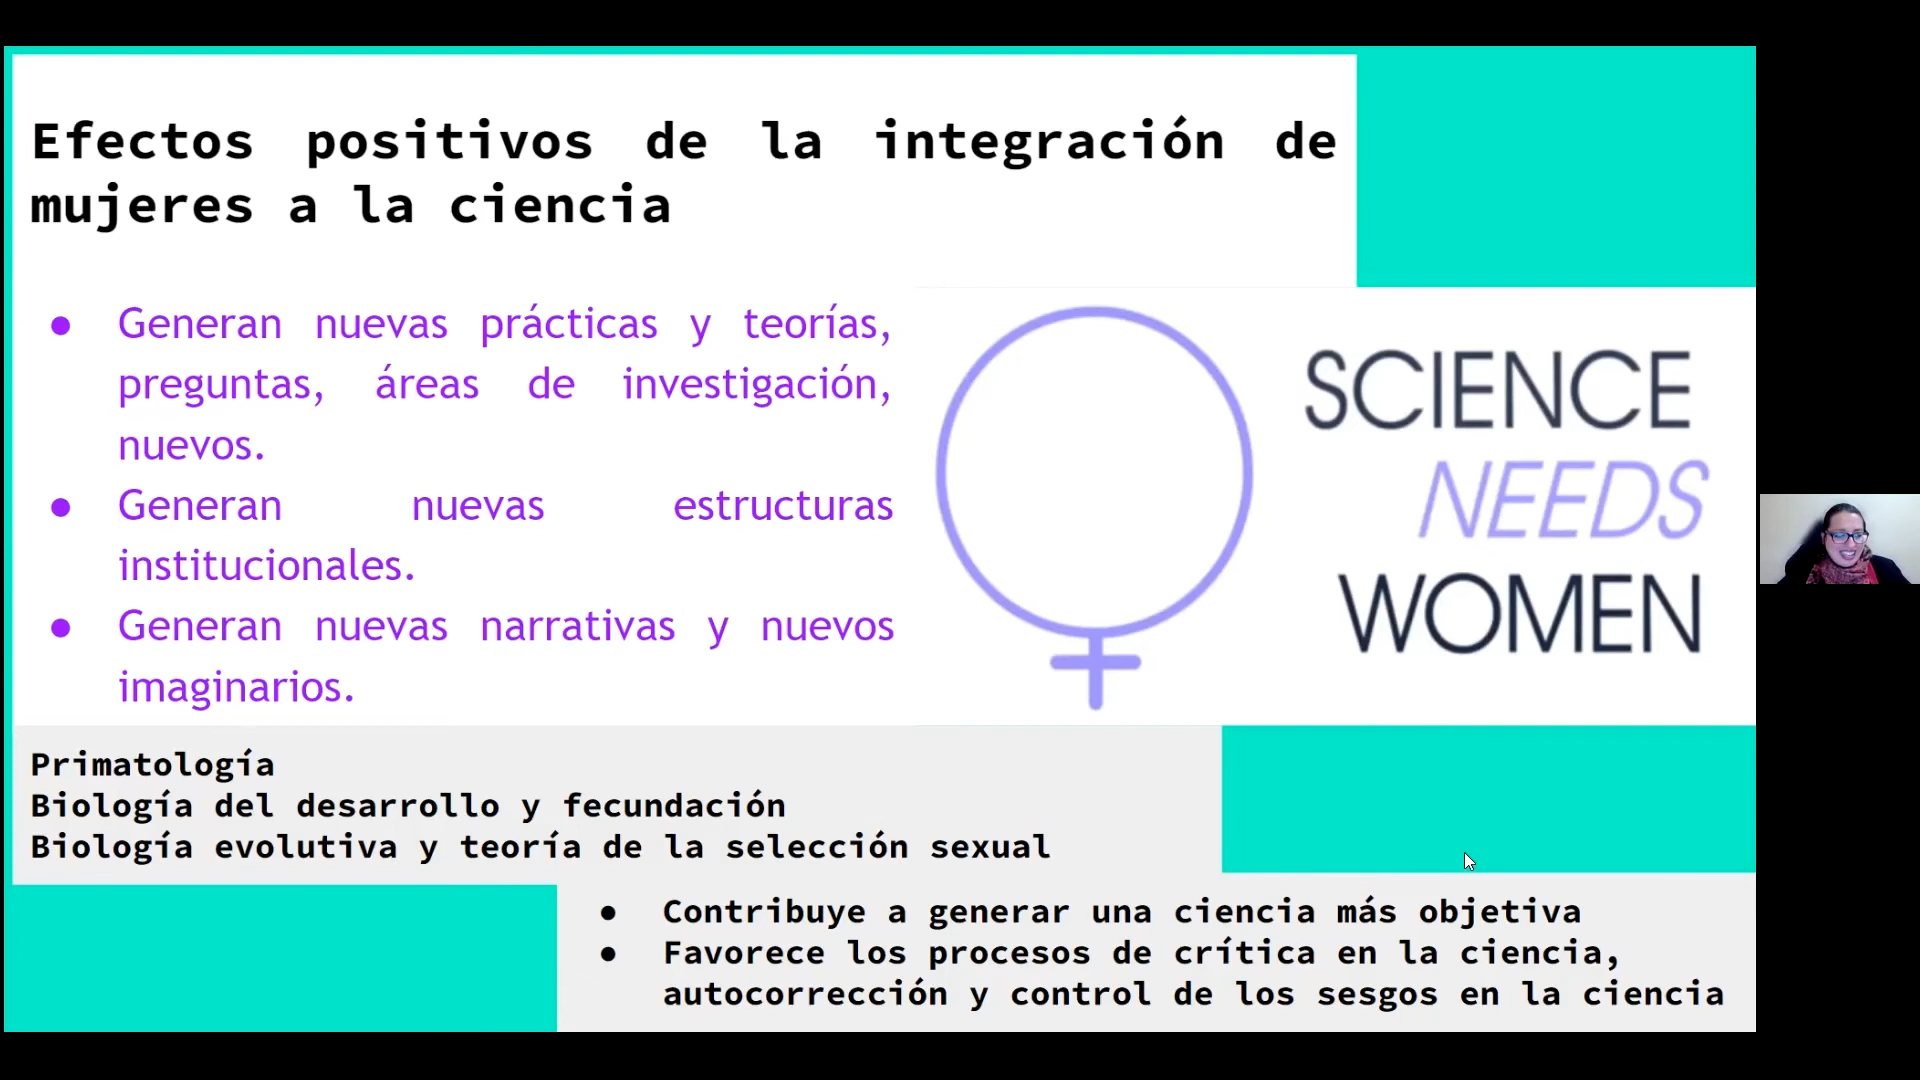 Efectos positivos de la integración de
mujeres a la ciencia
● Generan nuevas prácticas y teorías,
preguntas, áreas de investigación,
nuevos.
● Generan nuevas estructuras
institucionales.
● Generan nuevas narrativas y nuevos
imaginarios.
SCIENCE
NEEDS
WOMEN
Primatología
Biología del desarrollo y fecundación
Biología evolutiva y teoría de la selección sexual
● Contribuye a generar una ciencia más objetiva
● Favorece los procesos de crítica en la ciencia,
autocorrección y control de los sesgos en la ciencia